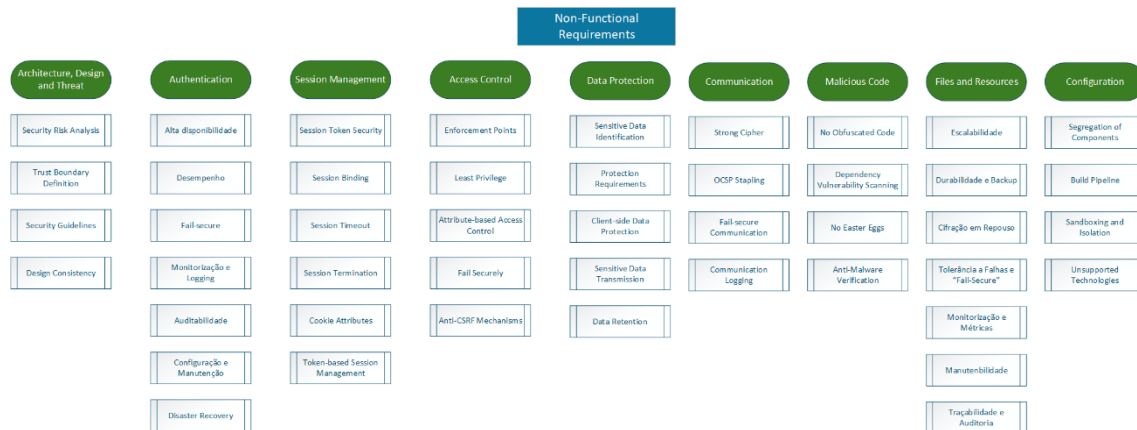 Non-Functional
Requirements
Architecture, Design
and Threat
Security Risk Analysis
Trust Boundary
Definition
Security Guidelines
Design Consistency
Authentication
Alta disponibilidade
Desempenho
Fail-secure
Monitorização e
Logging
Auditabilidade
Configuração e
Manutenção
Disaster Recovery
Session Management
Session Token Security
Session Binding
Session Timeout
Session Termination
Cookie Attributes
Token-based Session
Management
Access Control
Enforcement Points
Least Privilege
Attribute-based Access
Control
Fail Securely
Anti-CSRF Mechanisms
Data Protection
Sensitive Data
Identification
Protection
Requirements
Client-side Data
Protection
Sensitive Data
Transmission
Data Retention
Communication
Strong Cipher
OCSP Stapling
Fail-secure
Communication
Communication
Logging
Malicious Code
No Obfuscated Code
Dependency
Vulnerability Scanning
No Easter Eggs
Anti-Malware
Verification
Files and Resources
Escalabilidade
Durabilidade e Backup
Cifração em Repouso
Tolerância a Falhas e
"Fail-Secure"
Monitorização e
Métricas
Manutenbilidade
Traçabilidade e
Auditoria
Configuration
Segregation of
Components
Build Pipeline
Sandboxing and
Isolation
Unsupported
Technologies